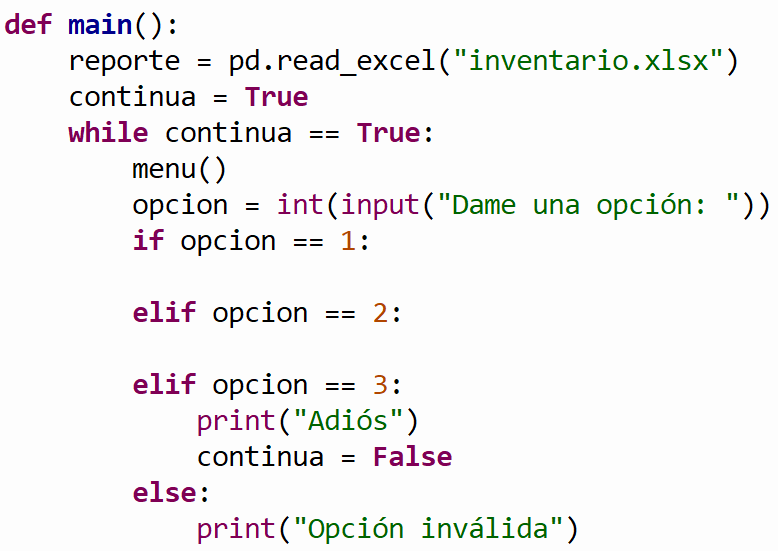 def main():
    reporte = pd.read_excel("inventario.xlsx")
    continua = True
    while continua == True:
        menu()
        opcion = int(input("Dame una opción: "))
        if opcion == 1:
        elif opcion == 2:
        elif opcion == 3:
            print("Adiós")
            continua = False
        else:
            print("Opción inválida")